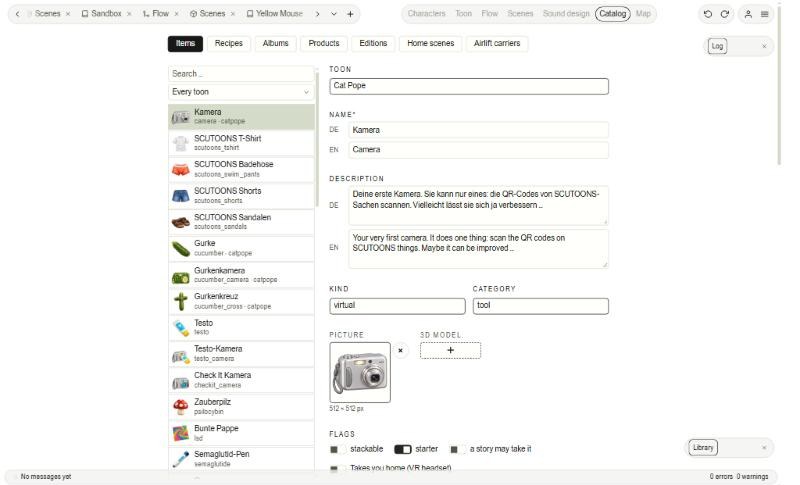 Scenes × Sandbox × Flow × Scenes × Yellow Mouse
Characters Toon Flow Scenes Sound design Catalog Map
Items Recipes Albums Products Editions Home scenes Airlift carriers
Log ×
Search ..
Every toon
Kamera
camera · catpope
SCUTOONS T-Shirt
scutoons_tshirt
SCUTOONS Badehose
scutoons_swim_pants
SCUTOONS Shorts
scutoons_shorts
SCUTOONS Sandalen
scutoons_sandals
Gurke
cucumber · catpope
Gurkenkamera
cucumber_camera · catpope
Gurkenkreuz
cucumber_cross · catpope
Testo
testo
Testo-Kamera
testo_camera
Check It Kamera
checkit_camera
Zauberpilz
psilocybin
Bunte Pappe
lsd
Semaglutid-Pen
semaglutide
TOON
Cat Pope
NAME*
DE Kamera
EN Camera
DESCRIPTION
DE
Deine erste Kamera. Sie kann nur eines: die QR-Codes von SCUTOONS-
Sachen scannen. Vielleicht lässt sie sich ja verbessern ..
EN
Your very first camera. It does one thing: scan the QR codes on
SCUTOONS things. Maybe it can be improved ..
KIND CATEGORY
virtual tool
PICTURE 3D MODEL
× +
512 × 512 px
FLAGS
stackable starter a story may take it
Takes you home (VR headset)
Library ×
No messages yet
0 errors 0 warnings